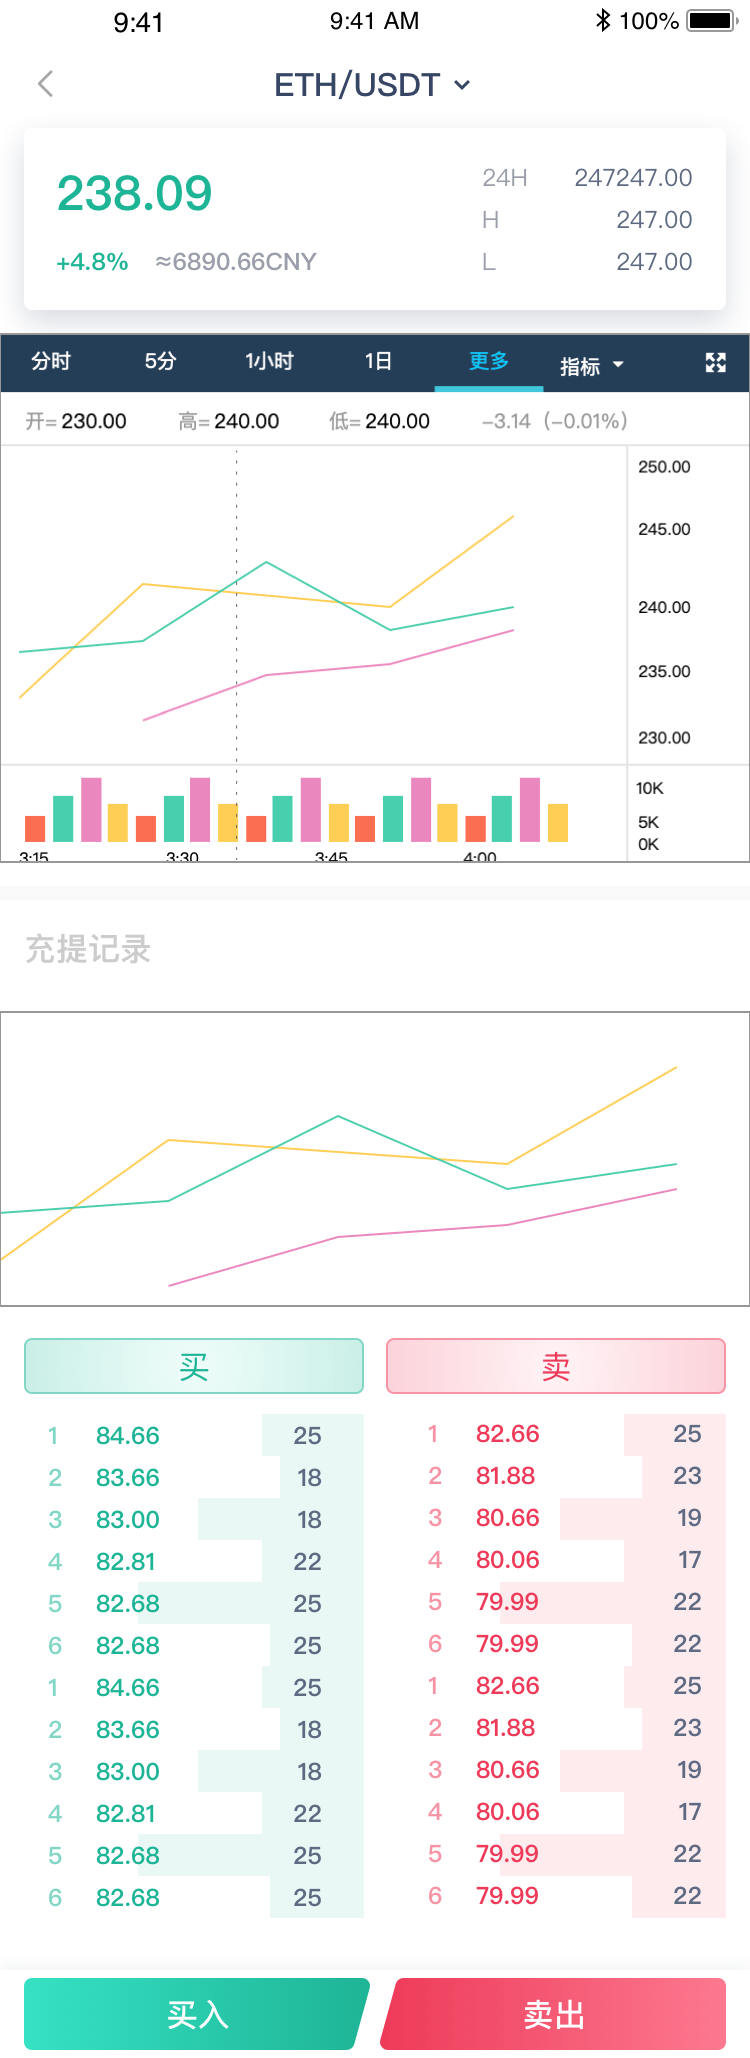 9:41 9:41 AM 100%
ETH/USDT
238.09
+4.8% ≈6890.66CNY
24H 247247.00
H 247.00
L 247.00
分时 5分 1小时 1日 更多 指标
开=230.00 高=240.00 低=240.00 -3.14 (-0.01%)
250.00
245.00
240.00
235.00
230.00
10K
5K
0K
3:15 3:30 3:45 4:00
充提记录
买 卖
1 84.66 25 1 82.66 25
2 83.66 18 2 81.88 23
3 83.00 18 3 80.66 19
4 82.81 22 4 80.06 17
5 82.68 25 5 79.99 22
6 82.68 25 6 79.99 22
1 84.66 25 1 82.66 25
2 83.66 18 2 81.88 23
3 83.00 18 3 80.66 19
4 82.81 22 4 80.06 17
5 82.68 25 5 79.99 22
6 82.68 25 6 79.99 22
买入 卖出